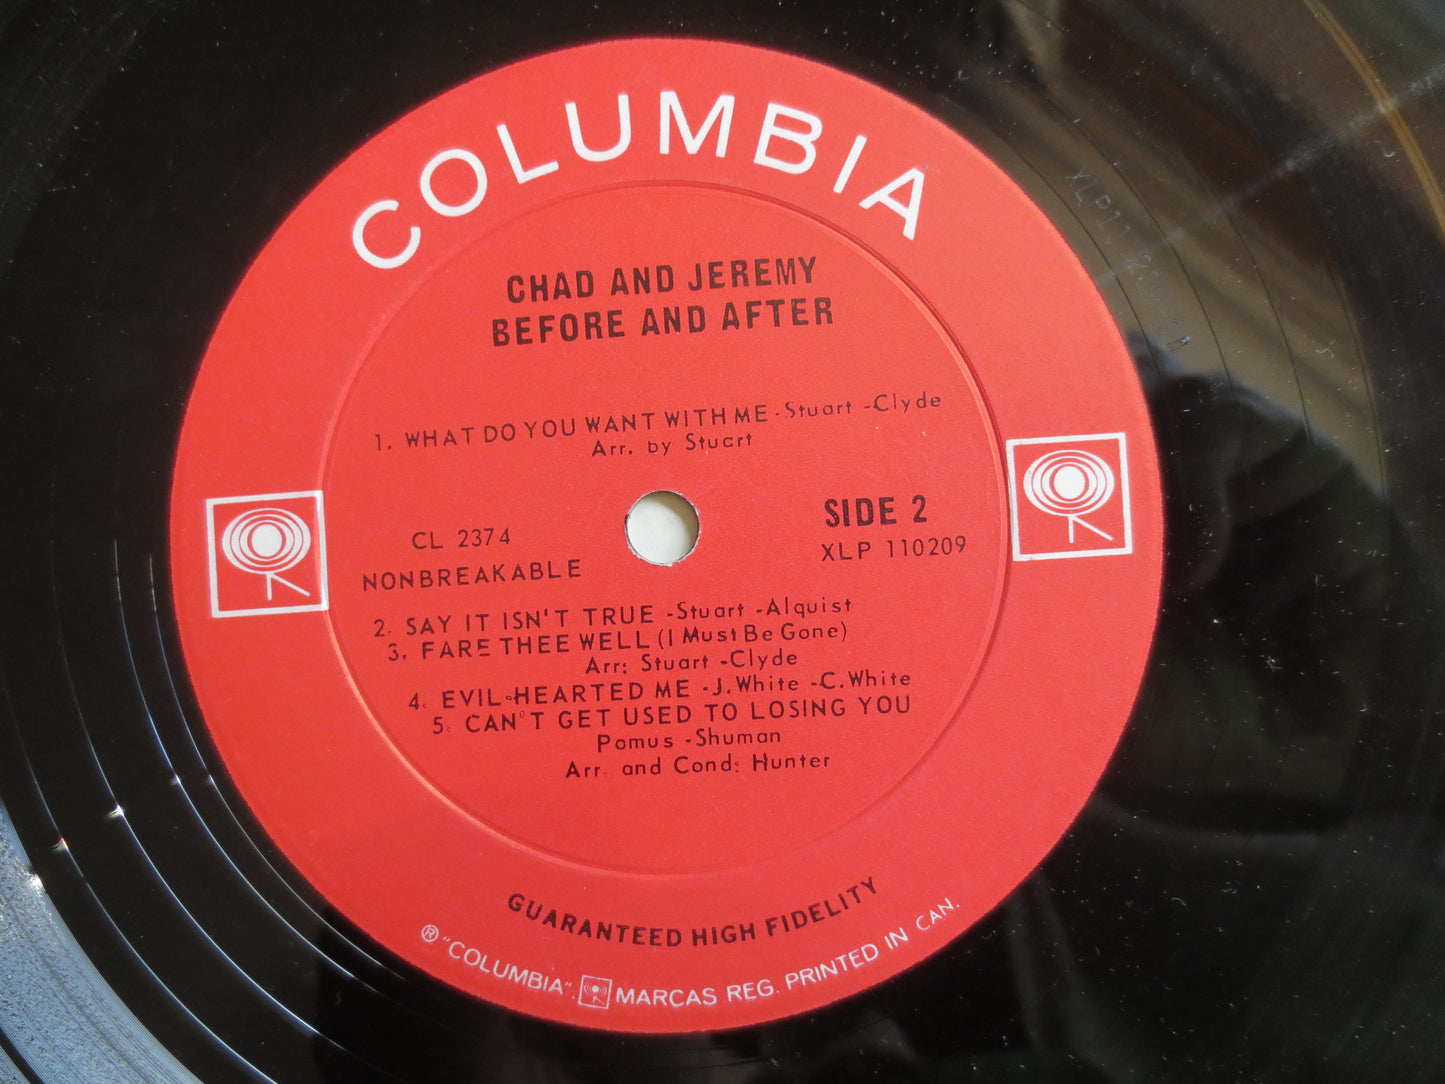 COLUMBIA
CHAD AND JEREMY
BEFORE AND AFTER
1. WHAT DO YOU WANT WITH ME - Stuart - Clyde
Arr. by Stuart
CL 2374
NONBREAKABLE
SIDE 2
XLP 110209
2. SAY IT ISN'T TRUE - Stuart - Alquist
3. FARE THEE WELL (I Must Be Gone)
Arr: Stuart - Clyde
4. EVIL-HEARTED ME - J. White - C. White
5. CAN'T GET USED TO LOSING YOU
Pomus - Shuman
Arr. and Cond: Hunter
GUARANTEED HIGH FIDELITY
® "COLUMBIA", MARCAS REG. PRINTED IN CAN.